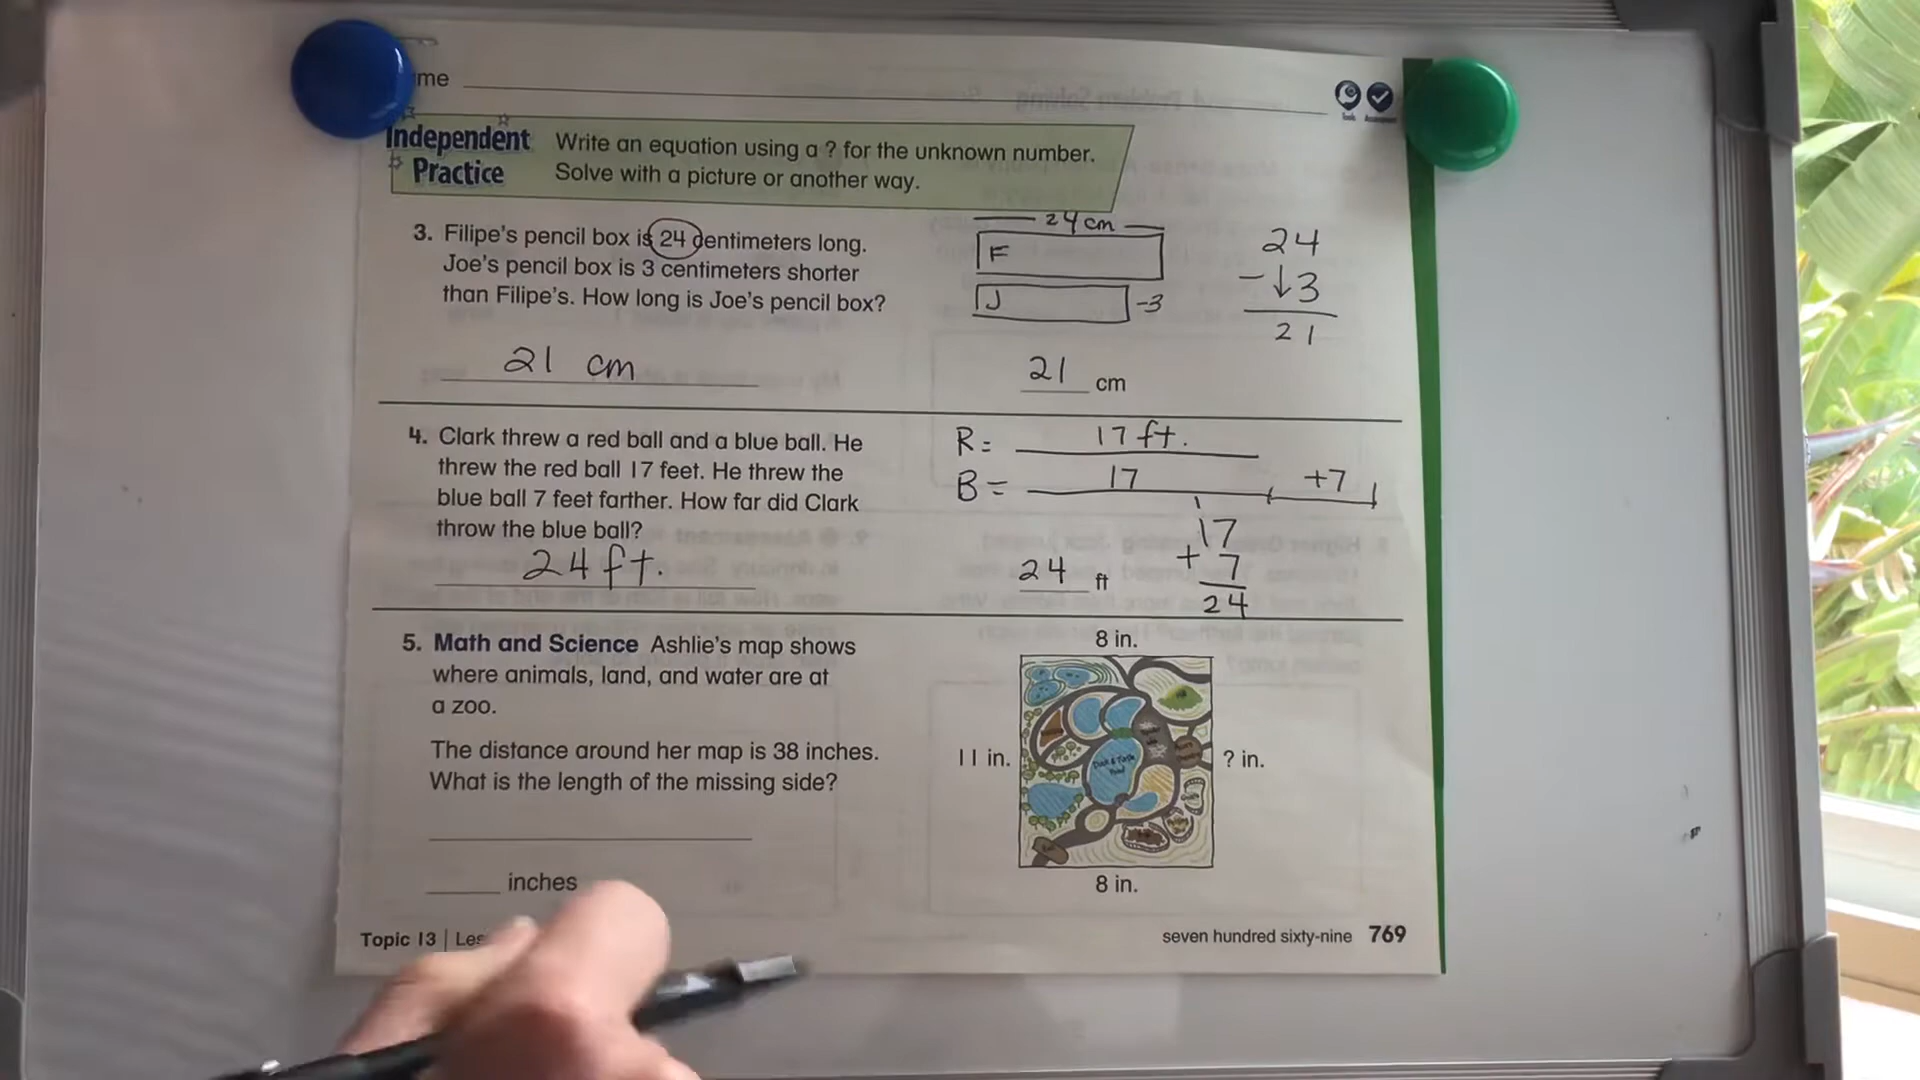 me
Tools Assessment
Independent Practice
Write an equation using a ? for the unknown number.
Solve with a picture or another way.
3. Filipe's pencil box is 24 centimeters long.
Joe's pencil box is 3 centimeters shorter
than Filipe's. How long is Joe's pencil box?
21 cm
24 cm
F
J -3
24
- 3
21
21 cm
4. Clark threw a red ball and a blue ball. He
threw the red ball 17 feet. He threw the
blue ball 7 feet farther. How far did Clark
throw the blue ball?
24 ft.
R= 17 ft.
B= 17 +7
1
17
+ 7
24
24 ft
5. Math and Science Ashlie's map shows
where animals, land, and water are at
a zoo.
The distance around her map is 38 inches.
What is the length of the missing side?
inches
8 in.
11 in.
Duck & Turtle
Pond
? in.
8 in.
Topic 13 | Les
seven hundred sixty-nine 769